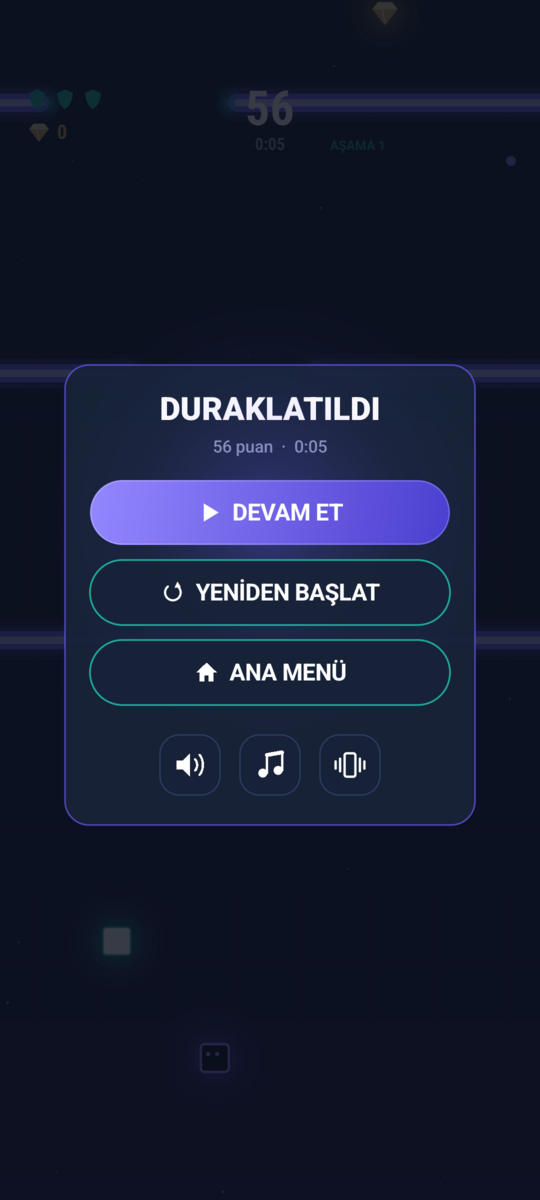 56
0
0:05
AŞAMA 1
DURAKLATILDI
56 puan · 0:05
DEVAM ET
YENİDEN BAŞLAT
ANA MENÜ